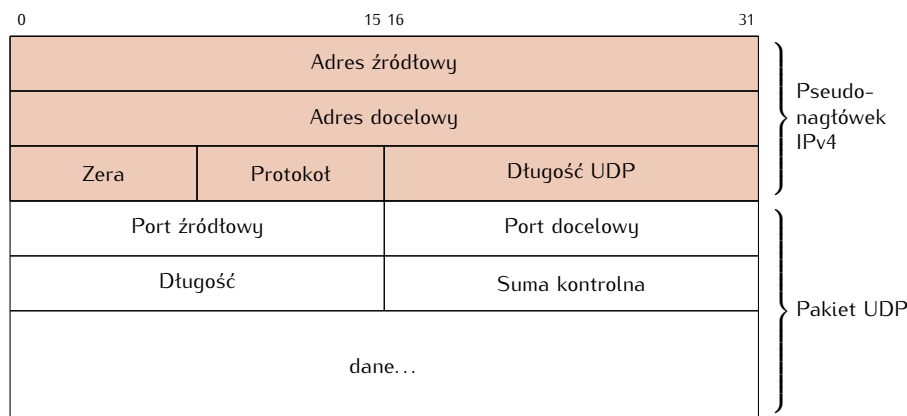 0 15 16 31
Adres źródłowy
Adres docelowy
Zera Protokół Długość UDP
Pseudo-
nagłówek
IPv4
Port źródłowy Port docelowy
Długość Suma kontrolna
dane…
Pakiet UDP